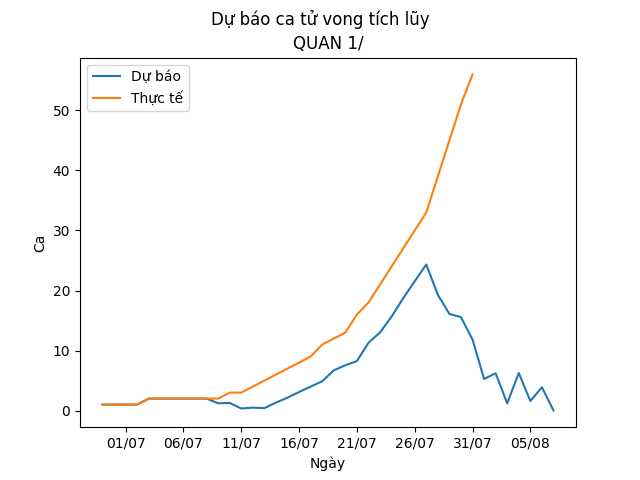 Dự báo ca tử vong tích lũy
QUAN 1/
Dự báo
Thực tế
50
40
30
20
10
0
Ca
01/07 06/07 11/07 16/07 21/07 26/07 31/07 05/08
Ngày